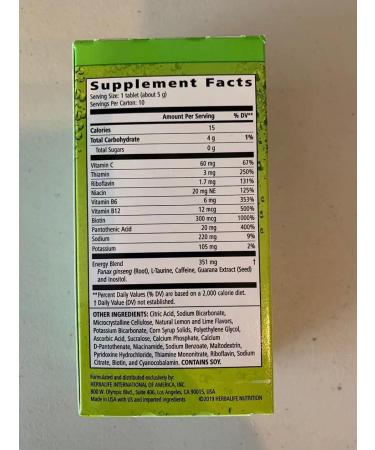 Supplement Facts
Serving Size: 1 tablet (about 5 g)
Servings Per Carton: 10
Amount Per Serving % DV**
Calories 15
Total Carbohydrate 4 g 1%
Total Sugars 0 g
Vitamin C 60 mg 67%
Thiamin 3 mg 250%
Riboflavin 1.7 mg 131%
Niacin 20 mg NE 125%
Vitamin B6 6 mg 353%
Vitamin B12 12 mcg 500%
Biotin 300 mcg 1000%
Pantothenic Acid 20 mg 400%
Sodium 220 mg 9%
Potassium 105 mg 2%
Energy Blend 351 mg †
Panax ginseng (Root), L-Taurine, Caffeine, Guarana Extract (Seed)
and Inositol.
**Percent Daily Values (% DV) are based on a 2,000 calorie diet.
† Daily Value (DV) not established.
OTHER INGREDIENTS: Citric Acid, Sodium Bicarbonate,
Microcrystalline Cellulose, Natural Lemon and Lime Flavors,
Potassium Bicarbonate, Corn Syrup Solids, Polyethylene Glycol,
Ascorbic Acid, Sucralose, Calcium Phosphate, Calcium
D-Pantothenate, Niacinamide, Sodium Benzoate, Maltodextrin,
Pyridoxine Hydrochloride, Thiamine Mononitrate, Riboflavin, Sodium
Citrate, Biotin, and Cyanocobalamin. CONTAINS SOY.
Formulated and distributed exclusively by:
HERBALIFE INTERNATIONAL OF AMERICA, INC.
800 W. Olympic Blvd., Suite 406, Los Angeles, CA 90015, USA
Made in USA with US and imported ingredients ©2019 HERBALIFE NUTRITION